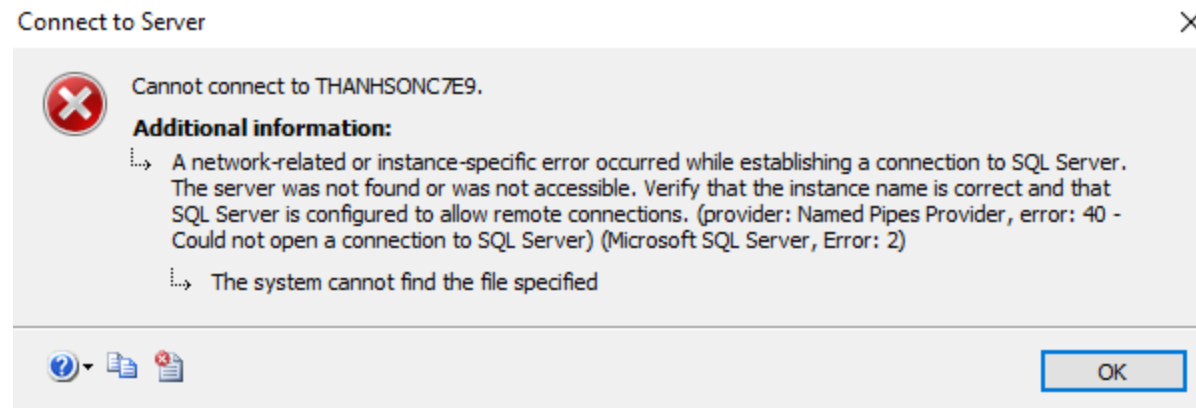 Connect to Server
Cannot connect to THANHSONC7E9.
Additional information:
A network-related or instance-specific error occurred while establishing a connection to SQL Server.
The server was not found or was not accessible. Verify that the instance name is correct and that
SQL Server is configured to allow remote connections. (provider: Named Pipes Provider, error: 40 -
Could not open a connection to SQL Server) (Microsoft SQL Server, Error: 2)
The system cannot find the file specified
OK